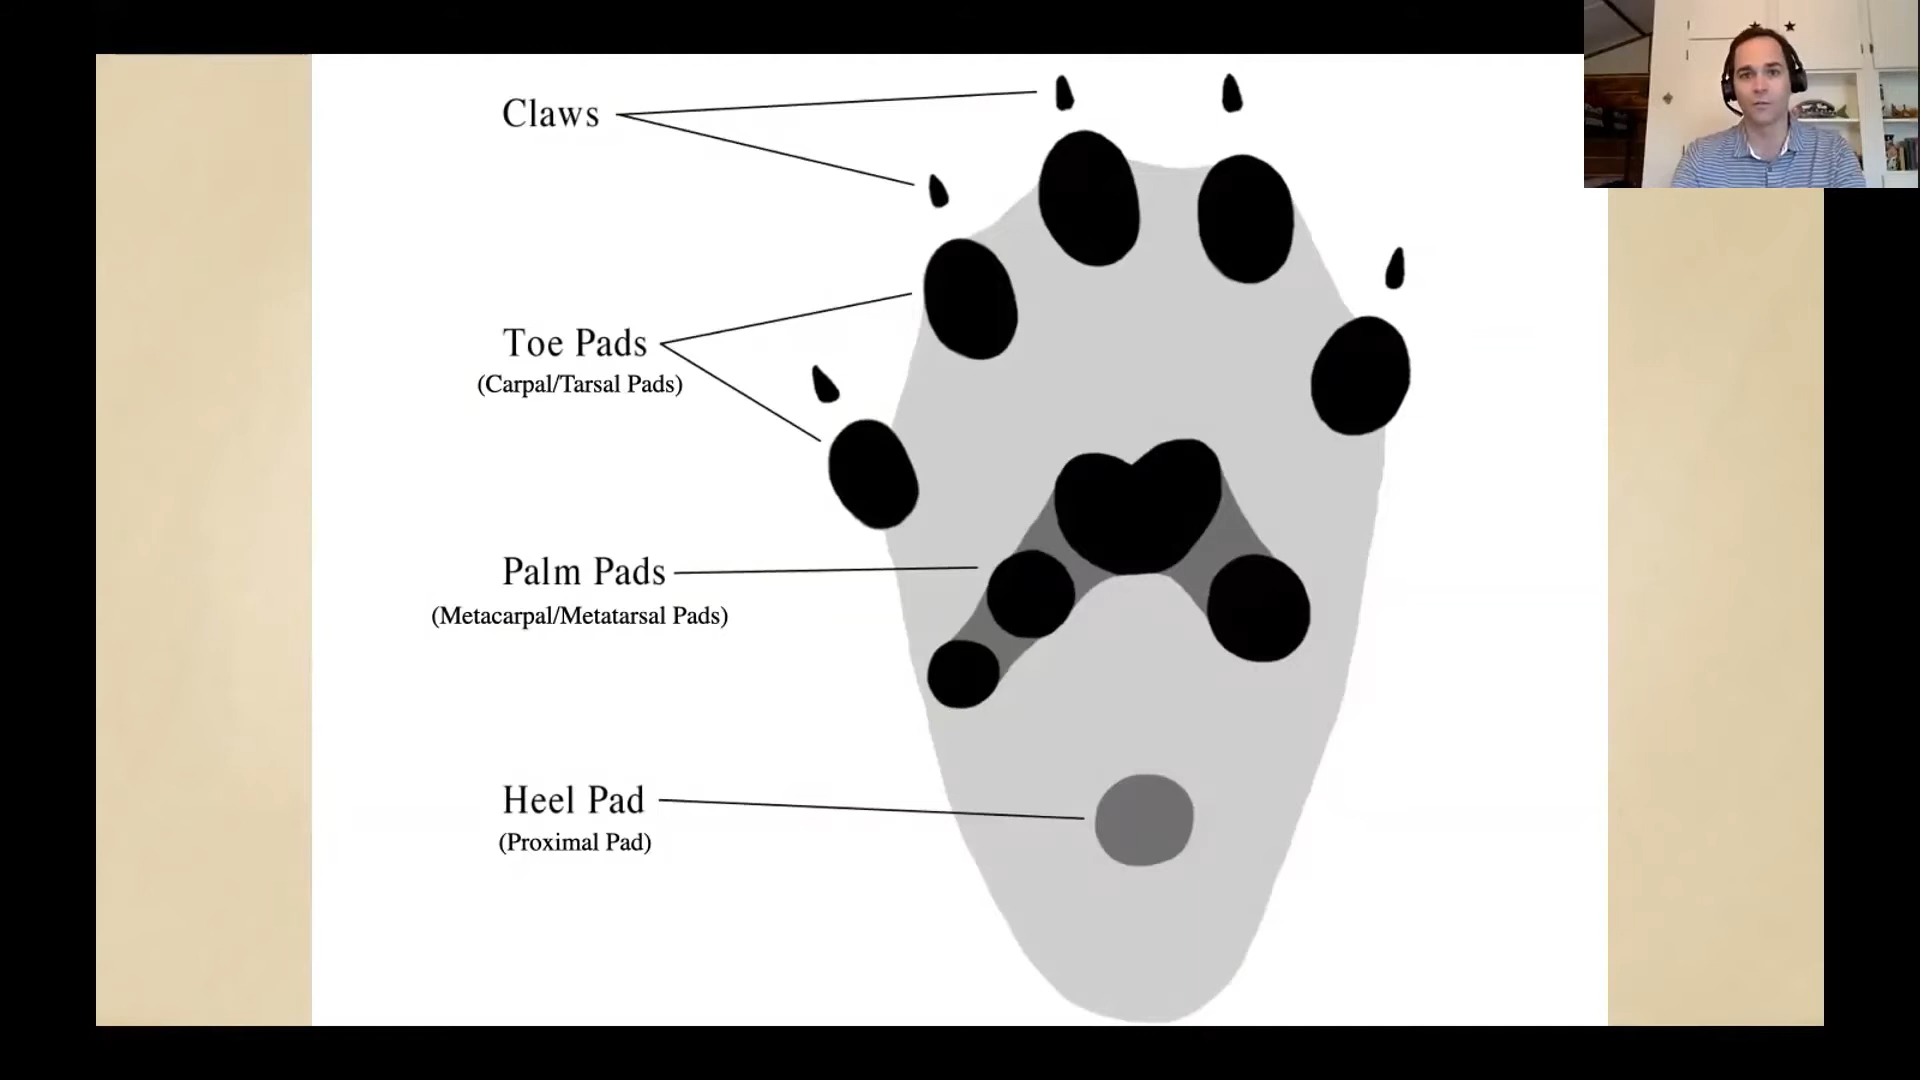 Claws
Toe Pads
(Carpal/Tarsal Pads)
Palm Pads
(Metacarpal/Metatarsal Pads)
Heel Pad
(Proximal Pad)